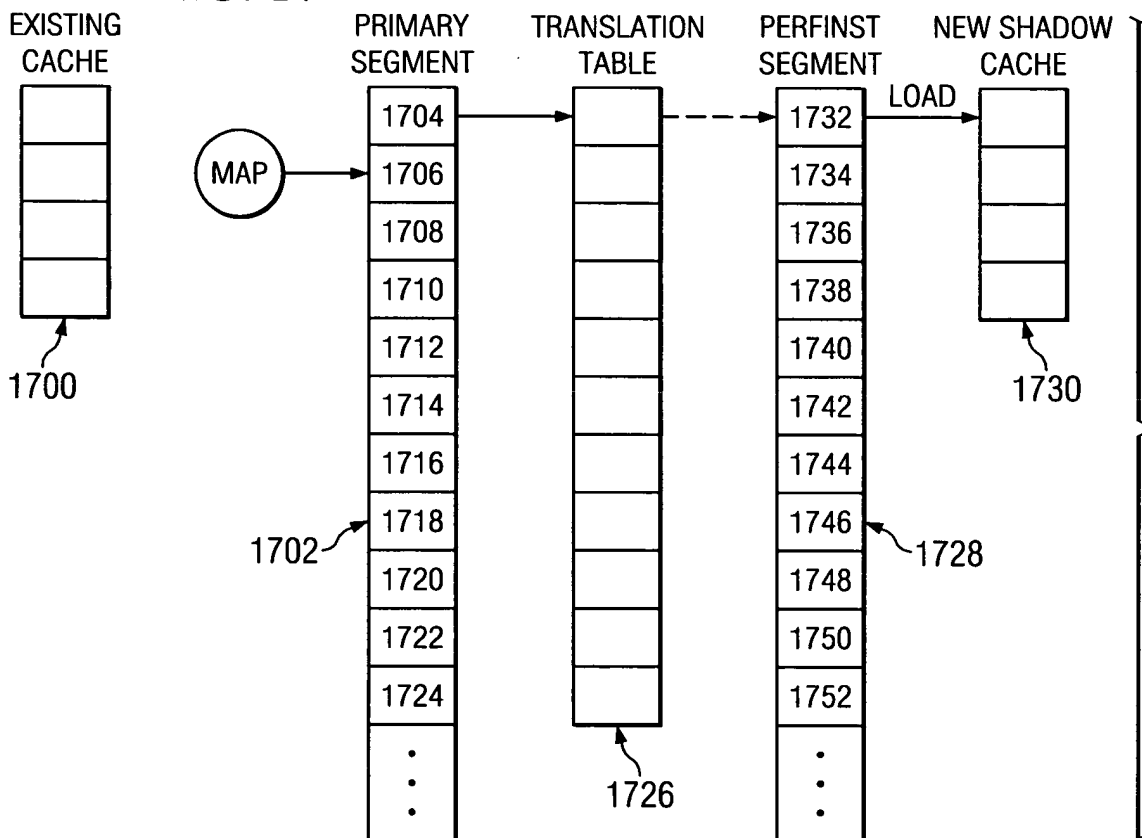 EXISTING
CACHE
PRIMARY
SEGMENT
TRANSLATION
TABLE
PERFINST
SEGMENT
NEW SHADOW
CACHE
MAP
LOAD
1704
1706
1708
1710
1712
1714
1716
1718
1720
1722
1724
1732
1734
1736
1738
1740
1742
1744
1746
1748
1750
1752
1700
1702
1726
1728
1730